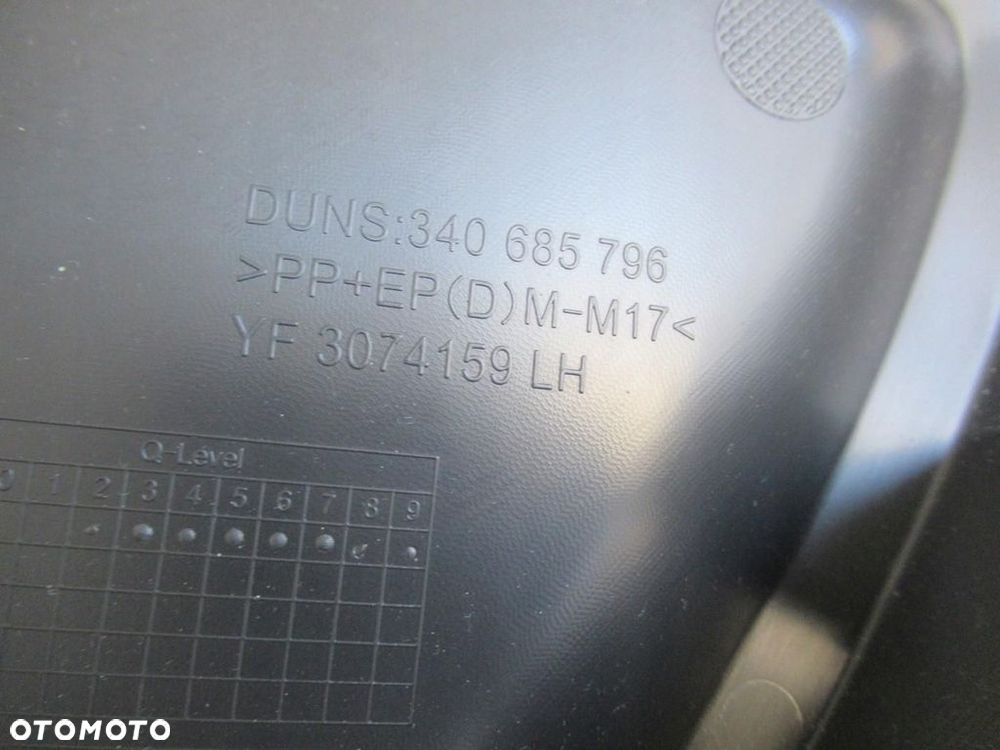 DUNS:340 685 796
>PP+EP(D)M-M17<
YF 3074159 LH
Q-Level
0 1 2 3 4 5 6 7 8 9
OTOMOTO